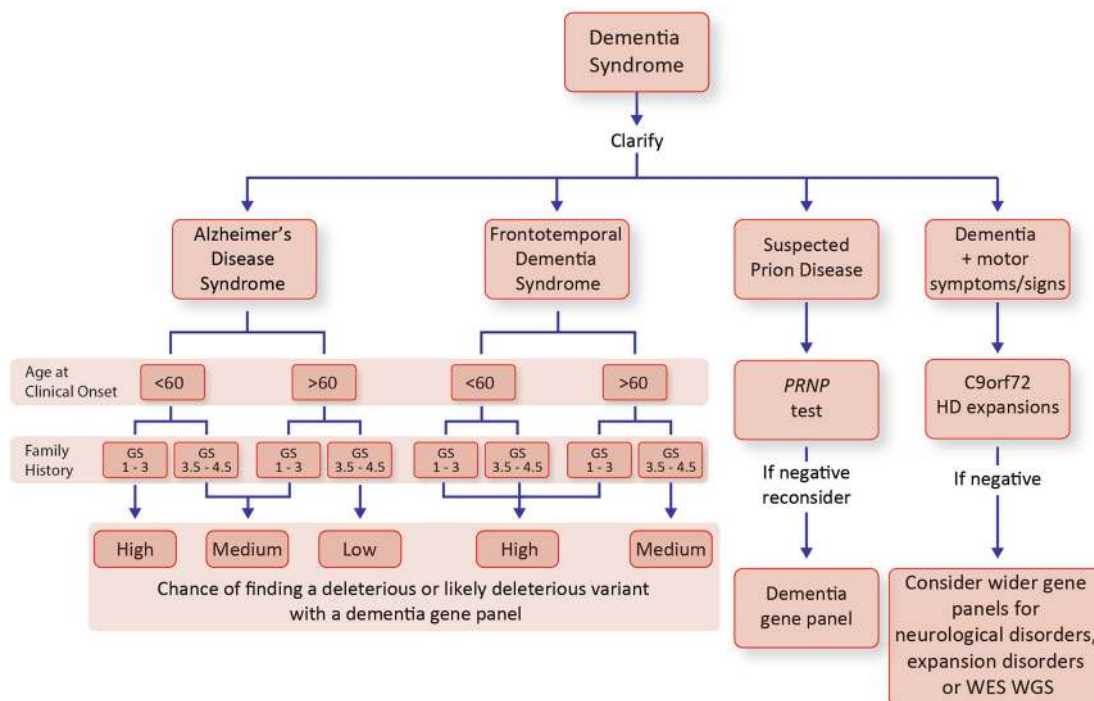 Dementia
Syndrome
Clarify
Alzheimer's
Disease
Syndrome
Frontotemporal
Dementia
Syndrome
Suspected
Prion Disease
Dementia
+ motor
symptoms/signs
Age at
Clinical Onset
<60
>60
<60
>60
PRNP
test
C9orf72
HD expansions
Family
History
GS
1 - 3
GS
3.5 - 4.5
GS
1 - 3
GS
3.5 - 4.5
GS
1 - 3
GS
3.5 - 4.5
GS
1 - 3
GS
3.5 - 4.5
If negative
reconsider
If negative
High
Medium
Low
High
Medium
Chance of finding a deleterious or likely deleterious variant
with a dementia gene panel
Dementia
gene panel
Consider wider gene
panels for
neurological disorders,
expansion disorders
or WES WGS